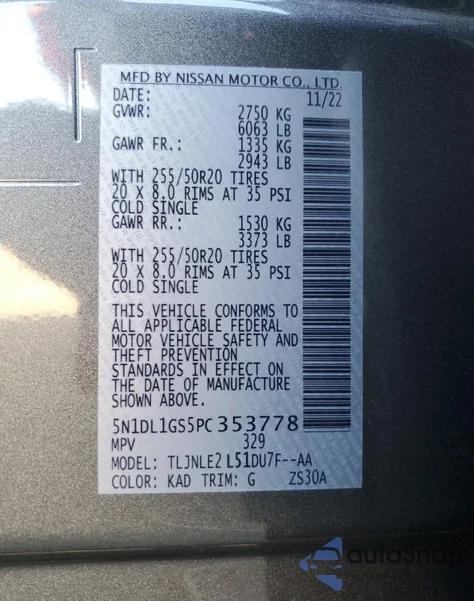 MFD BY NISSAN MOTOR CO., LTD.
DATE: 11/22
GVWR: 2750 KG
6063 LB
GAWR FR.: 1335 KG
2943 LB
WITH 255/50R20 TIRES
20 X 8.0 RIMS AT 35 PSI
COLD SINGLE
GAWR RR.: 1530 KG
3373 LB
WITH 255/50R20 TIRES
20 X 8.0 RIMS AT 35 PSI
COLD SINGLE
THIS VEHICLE CONFORMS TO
ALL APPLICABLE FEDERAL
MOTOR VEHICLE SAFETY AND
THEFT PREVENTION
STANDARDS IN EFFECT ON
THE DATE OF MANUFACTURE
SHOWN ABOVE.
5N1DL1GS5PC353778
MPV 329
MODEL: TLJNLE2 L51DU7F--AA
COLOR: KAD TRIM: G ZS30A
autoSnap